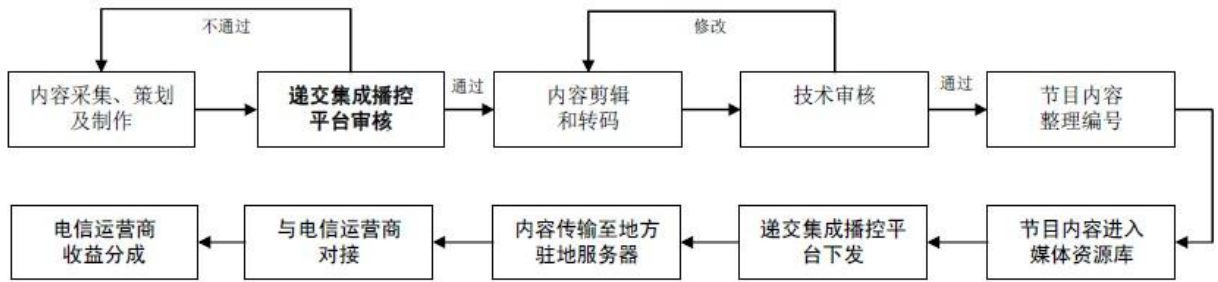 不通过
修改
内容采集、策划
及制作
递交集成播控
平台审核
通过
内容剪辑
和转码
技术审核
通过
节目内容
整理编号
电信运营商
收益分成
与电信运营商
对接
内容传输至地方
驻地服务器
递交集成播控平
台下发
节目内容进入
媒体资源库